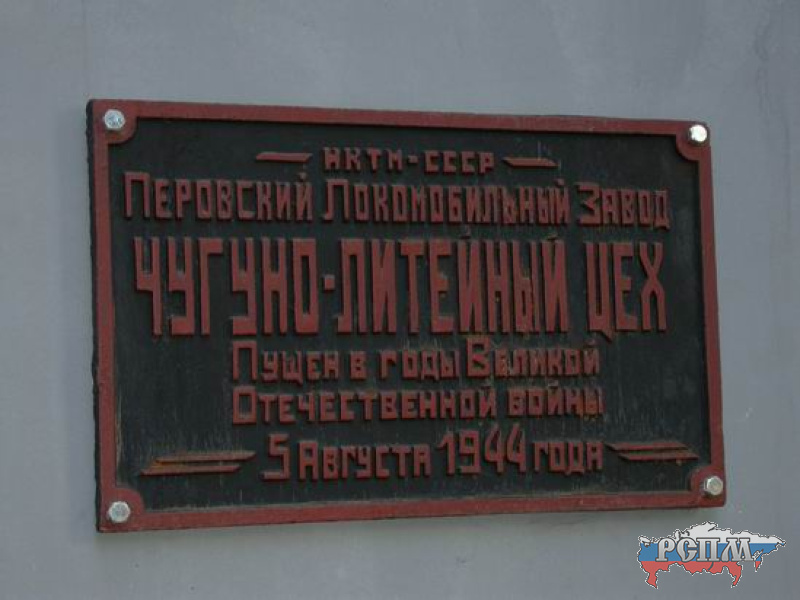 НКТМ-СССР
Перовский Локомобильный Завод
Чугуно-литейный цех
Пущен в годы Великой
Отечественной войны
5 Августа 1944 года
РСПМ